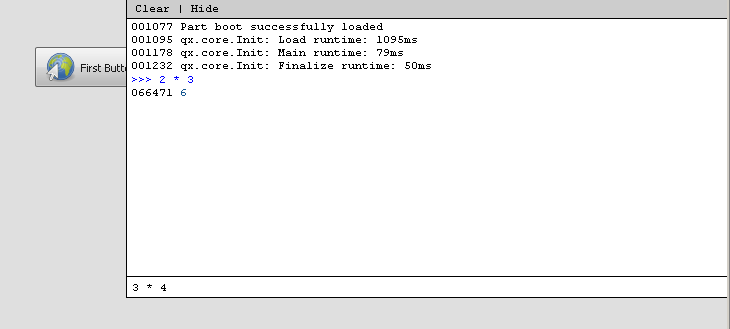 Clear | Hide
001077 Part boot successfully loaded
001095 qx.core.Init: Load runtime: 1095ms
001178 qx.core.Init: Main runtime: 79ms
001232 qx.core.Init: Finalize runtime: 50ms
>>> 2 * 3
066471 6
First Butto
3 * 4